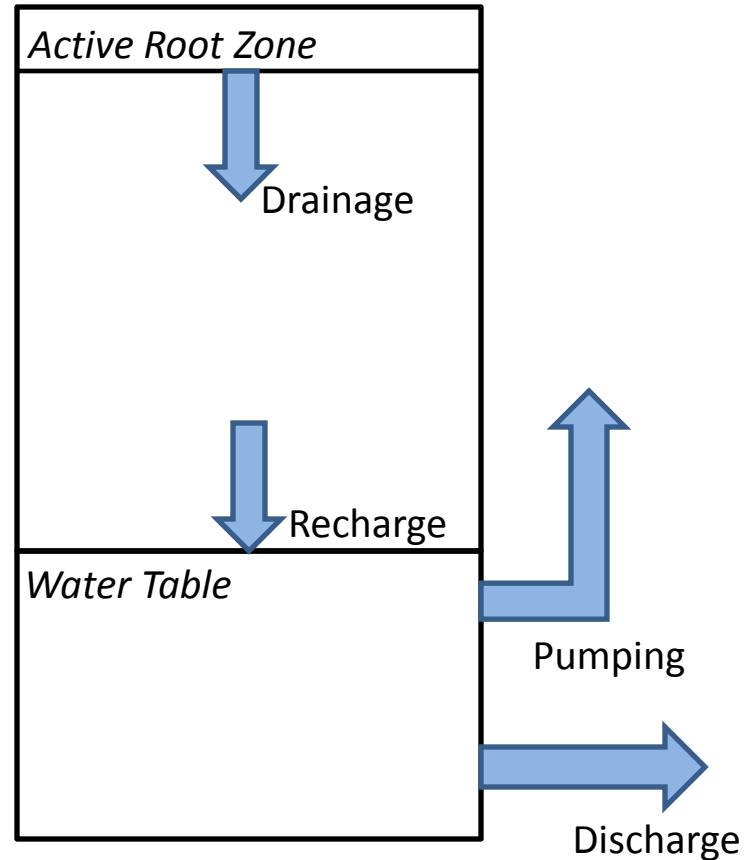 Active Root Zone
Drainage
Recharge
Water Table
Pumping
Discharge